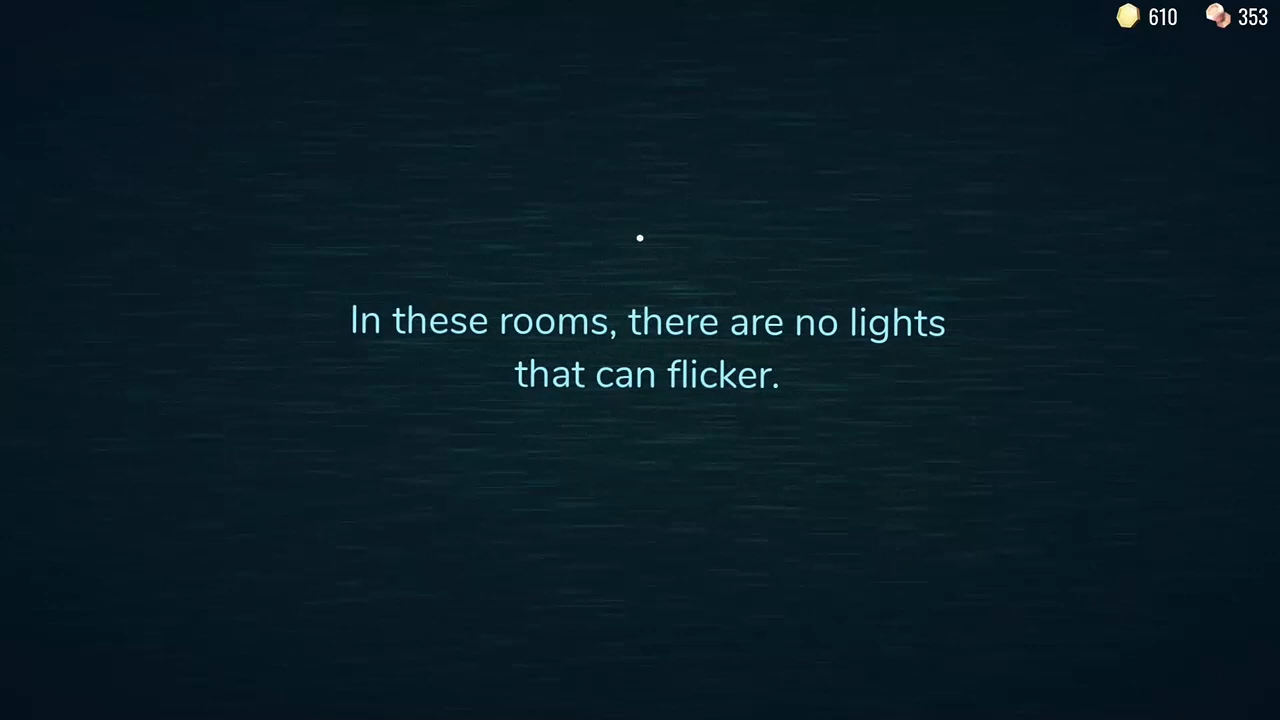 610 353
In these rooms, there are no lights
that can flicker.